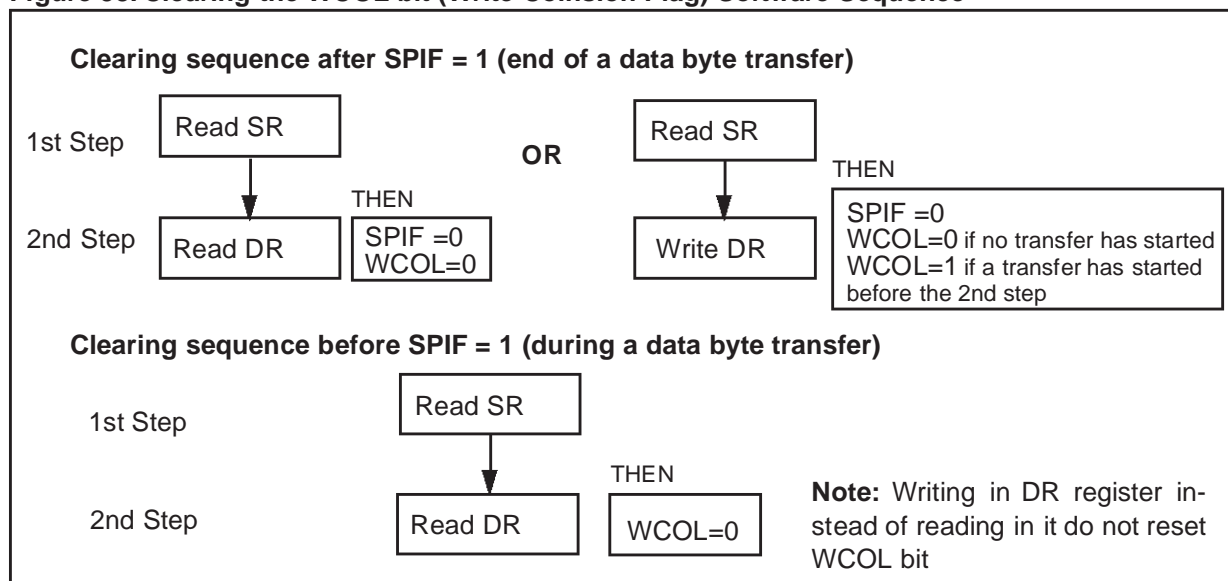 Clearing sequence after SPIF = 1 (end of a data byte transfer)
1st Step
Read SR
OR
Read SR
THEN
THEN
2nd Step
Read DR
SPIF =0
WCOL=0
Write DR
SPIF =0
WCOL=0 if no transfer has started
WCOL=1 if a transfer has started
before the 2nd step
Clearing sequence before SPIF = 1 (during a data byte transfer)
1st Step
Read SR
THEN
2nd Step
Read DR
WCOL=0
Note: Writing in DR register in-
stead of reading in it do not reset
WCOL bit